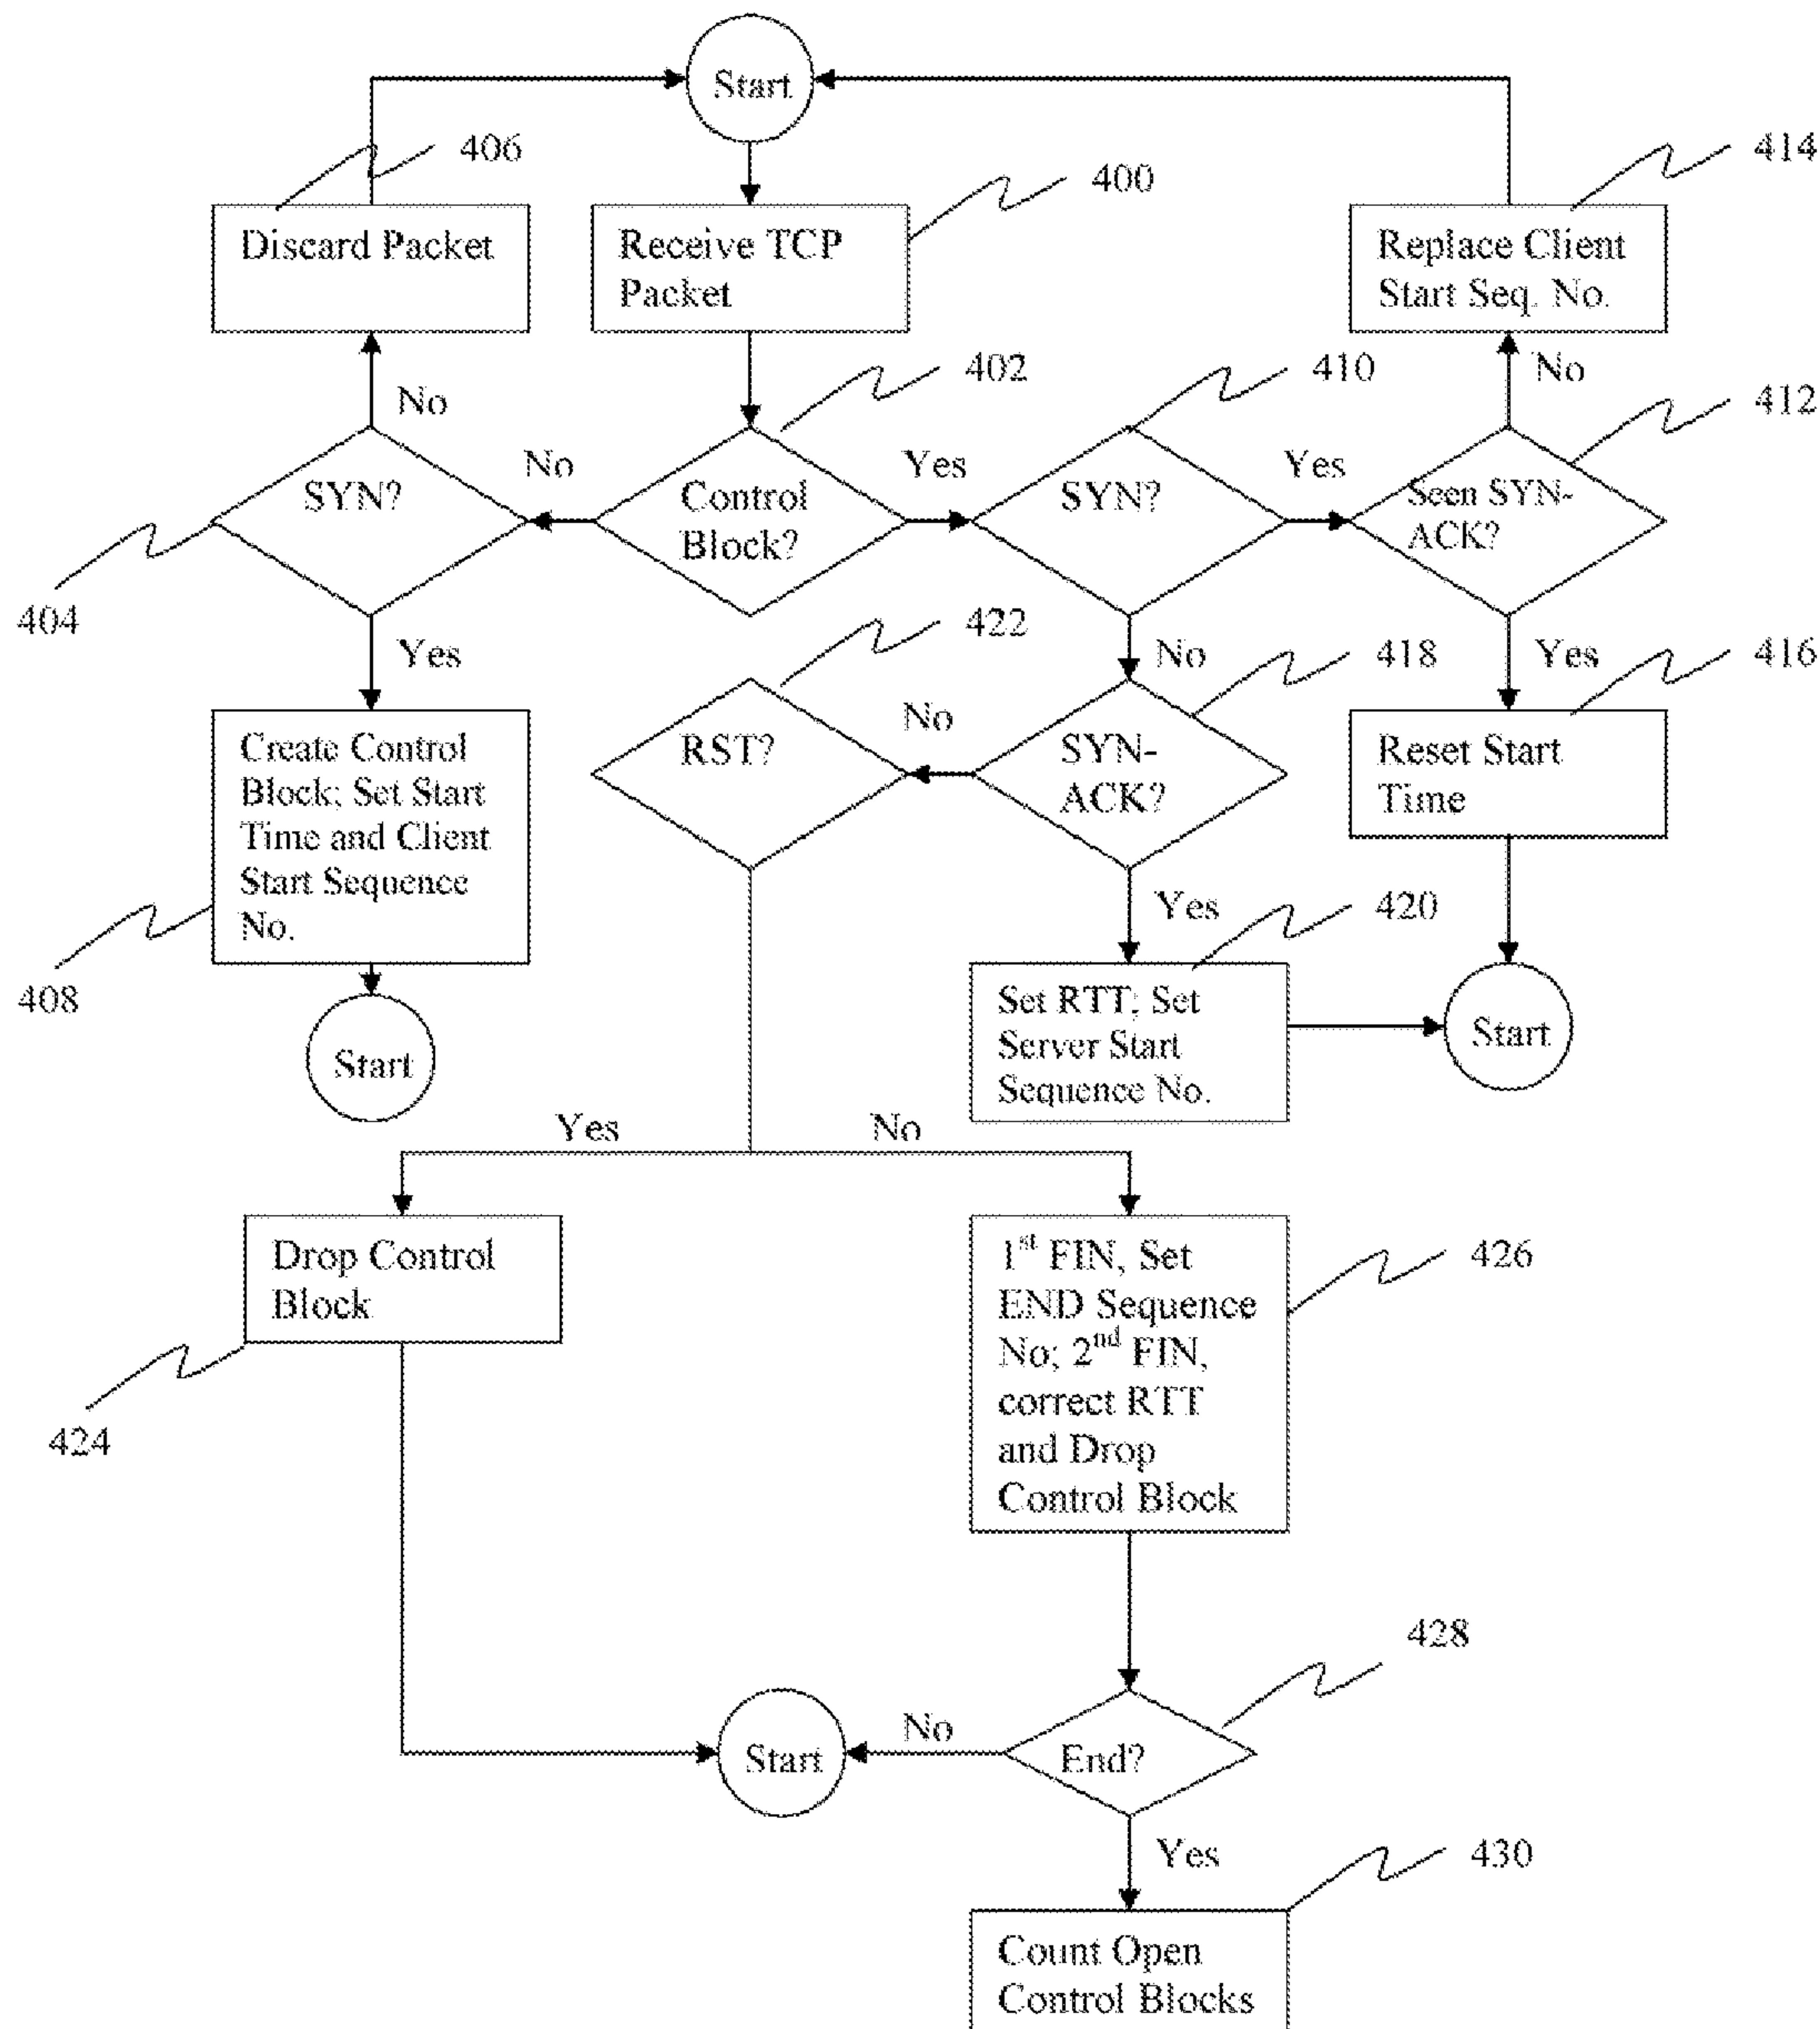 Start
406
414
400
Discard Packet
Receive TCP
Packet
Replace Client
Start Seq. No.
402
410
No
412
No
SYN?
No
Control
Block?
Yes
SYN?
Yes
Seen SYN-
ACK?
404
Yes
422
No
418
Yes
416
Create Control
Block; Set Start
Time and Client
Start Sequence
No.
RST?
No
SYN-
ACK?
Reset Start
Time
Yes
420
408
Start
Set RTT; Set
Server Start
Sequence No.
Start
Yes
No
Drop Control
Block
1st FIN, Set
END Sequence
No; 2nd FIN,
correct RTT
and Drop
Control Block
426
424
428
Start
No
End?
Yes
430
Count Open
Control Blocks